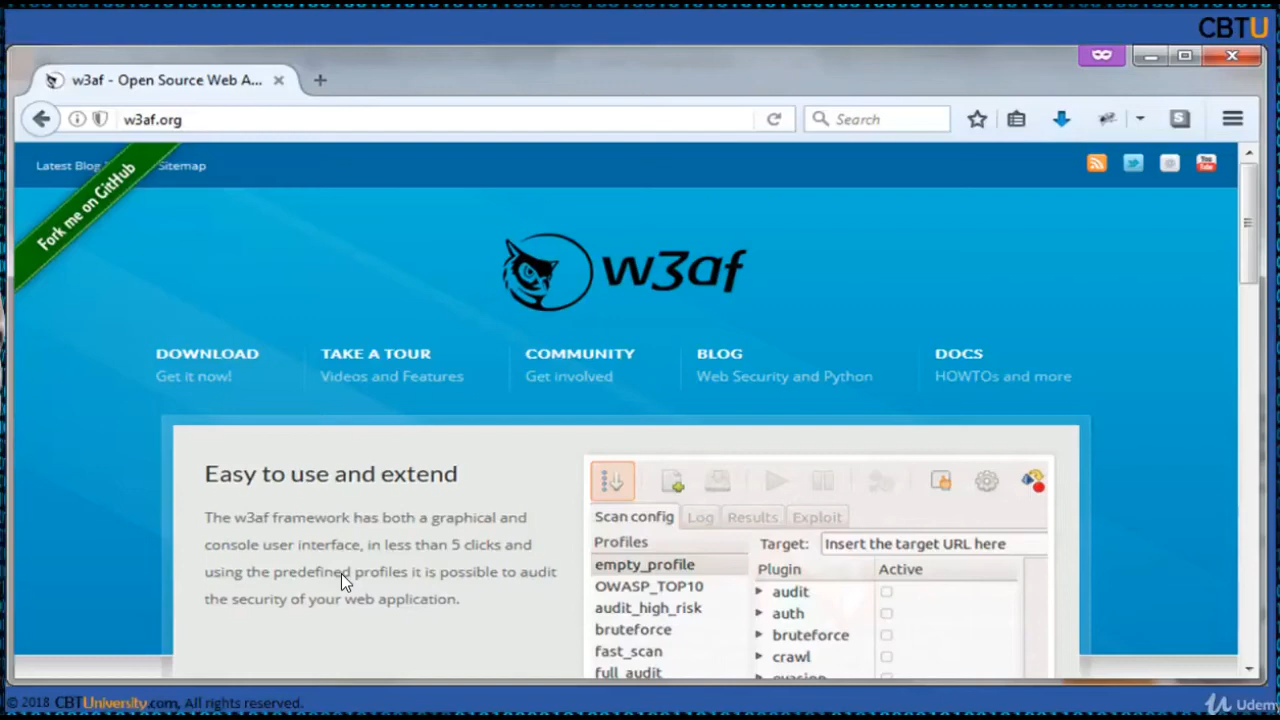 CBTU
w3af - Open Source Web A...
w3af.org
Search
Latest Blog
Sitemap
Fork me on GitHub
You
w3af
DOWNLOAD
Get it now!
TAKE A TOUR
Videos and Features
COMMUNITY
Get involved
BLOG
Web Security and Python
DOCS
HOWTOs and more
Easy to use and extend
The w3af framework has both a graphical and
console user interface, in less than 5 clicks and
using the predefined profiles it is possible to audit
the security of your web application.
Scan config Log Results Exploit
Profiles
empty_profile
OWASP_TOP10
audit_high_risk
bruteforce
fast_scan
full_audit
Target: Insert the target URL here
Plugin Active
audit
auth
bruteforce
crawl
evasion
© 2018 CBTUniversity.com, All rights reserved.
Udemy